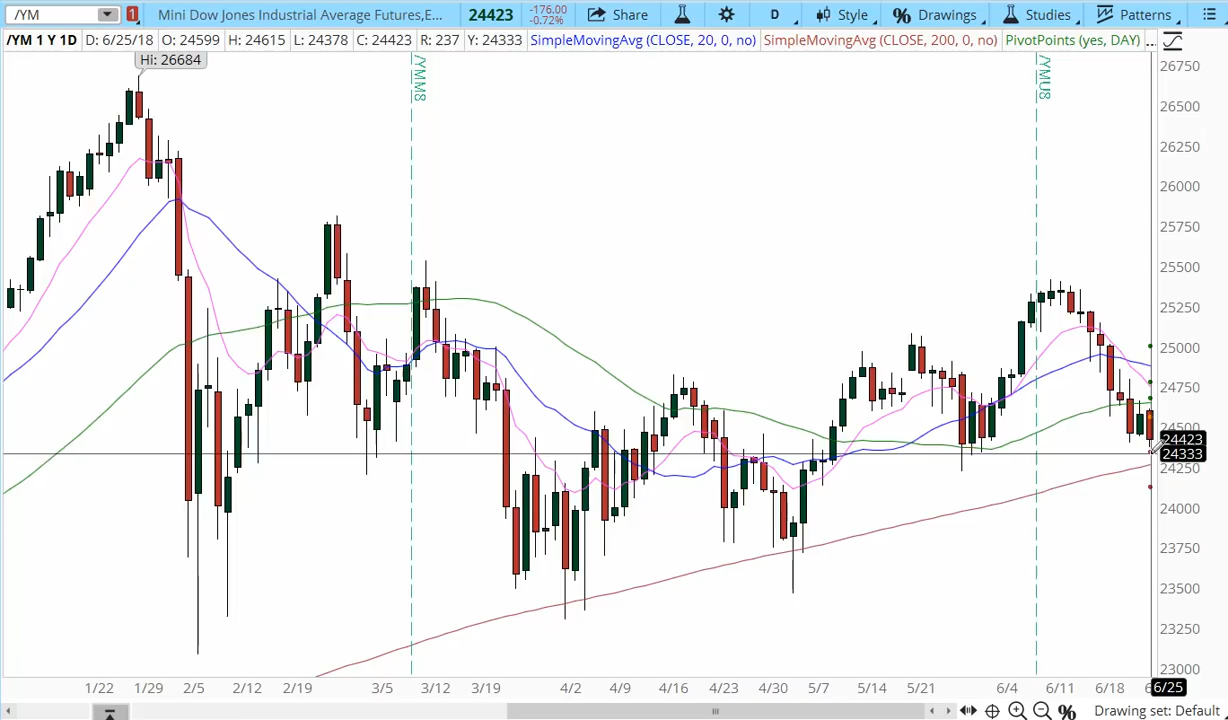 /YM 1 Mini Dow Jones Industrial Average Futures,E... 24423 -176.00 -0.72% Share D Style Drawings Studies Patterns
/YM 1 Y 1D D: 6/25/18 O: 24599 H: 24615 L: 24378 C: 24423 R: 237 Y: 24333 SimpleMovingAvg (CLOSE, 20, 0, no) SimpleMovingAvg (CLOSE, 200, 0, no) PivotPoints (yes, DAY) ...
Hi: 26684
/YMM8
/YMU8
26750
26500
26250
26000
25750
25500
25250
25000
24750
24500
24423
24333
24250
24000
23750
23500
23250
23000
1/22 1/29 2/5 2/12 2/19 3/5 3/12 3/19 4/2 4/9 4/16 4/23 4/30 5/7 5/14 5/21 6/4 6/11 6/18 6/25
Drawing set: Default